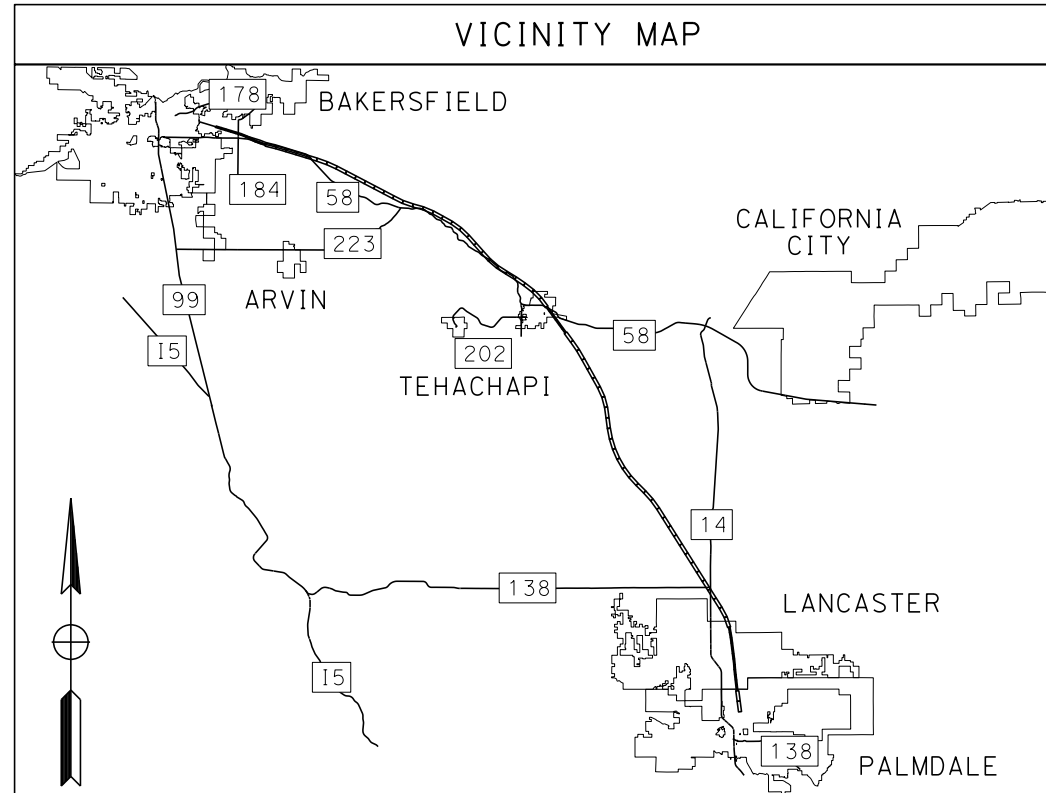 VICINITY MAP
178
BAKERSFIELD
184
58
223
CALIFORNIA
CITY
99
ARVIN
I5
58
202
TEHACHAPI
14
138
LANCASTER
I5
138
PALMDALE